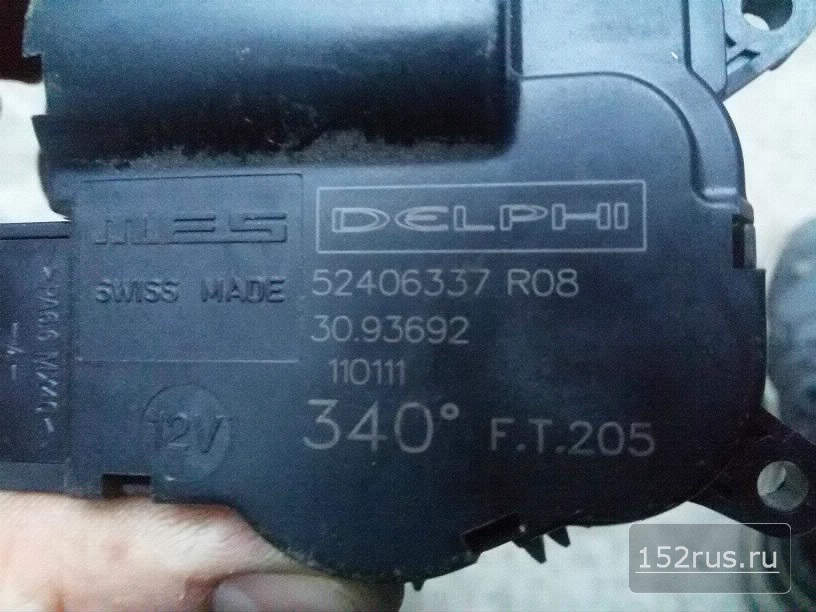 MES
DELPHI
SWISS MADE
52406337 R08
30.93692
110111
12V
340° F.T.205
152rus.ru